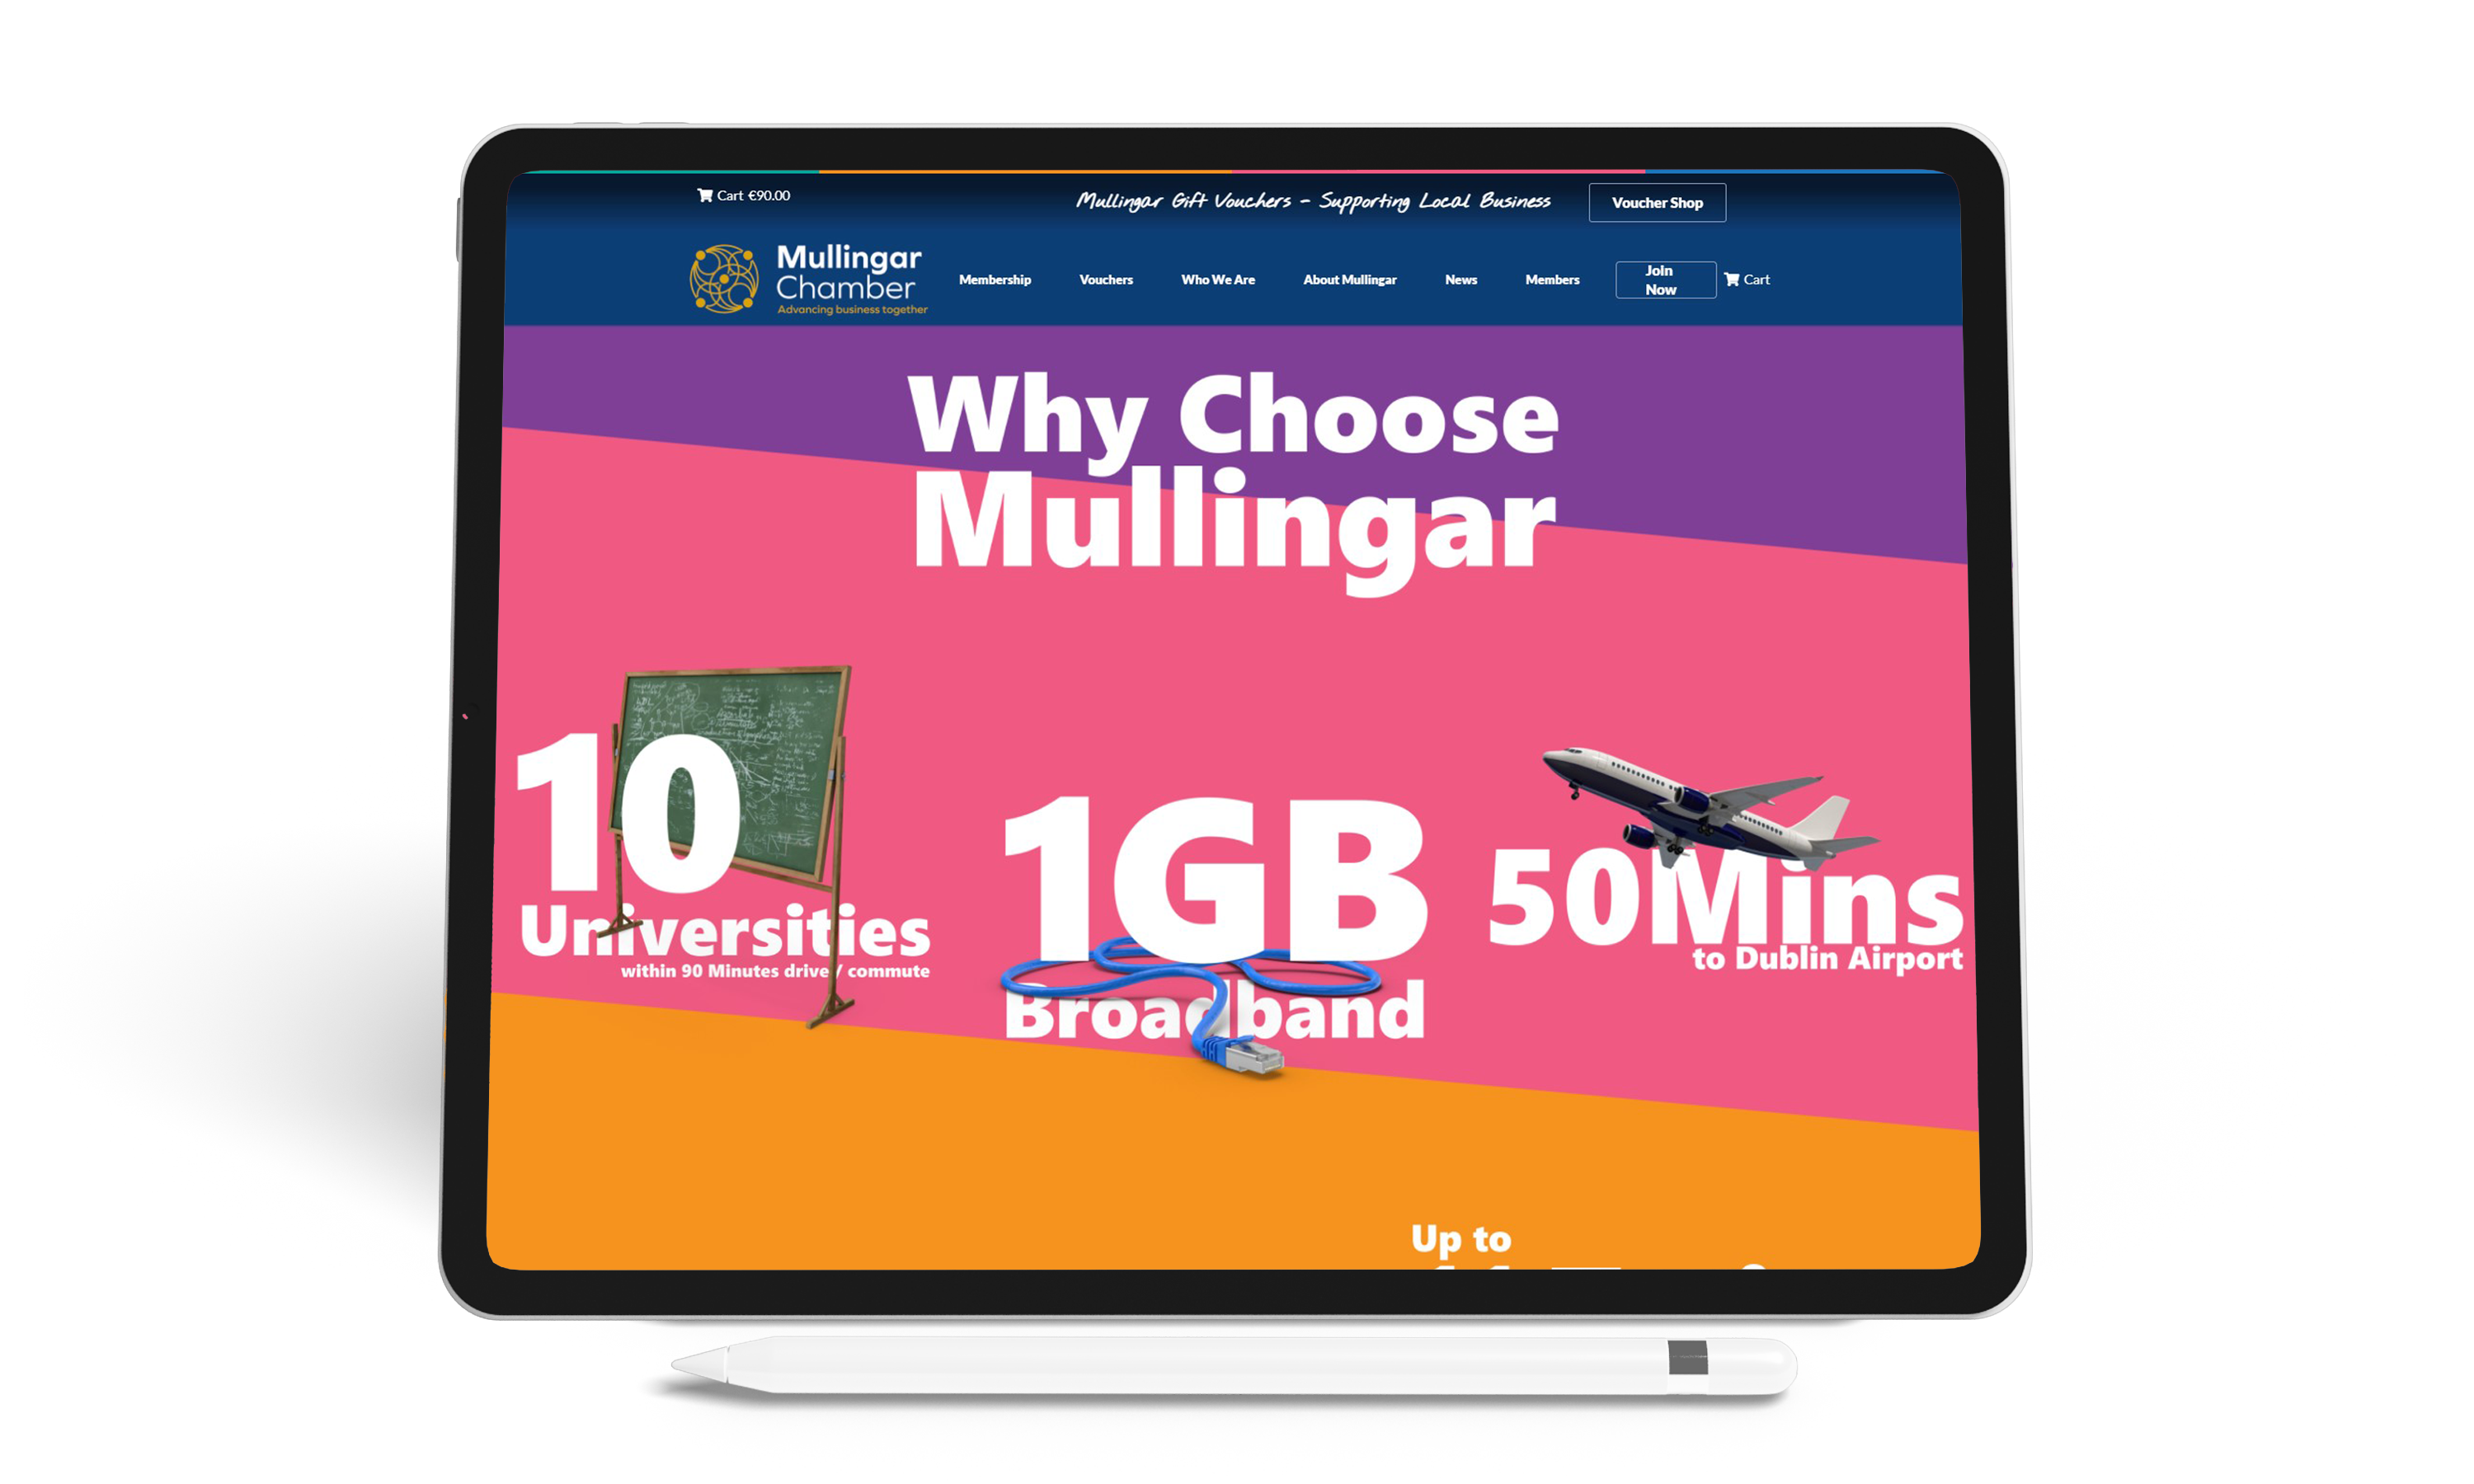 Cart €90.00
Mullingar Gift Vouchers – Supporting Local Business
Voucher Shop
Mullingar
Chamber
Advancing business together
Membership
Vouchers
Who We Are
About Mullingar
News
Members
Join
Now
Cart
Why Choose
Mullingar
10
Universities
within 90 Minutes drive / commute
1GB
Broadband
50Mins
to Dublin Airport
Up to